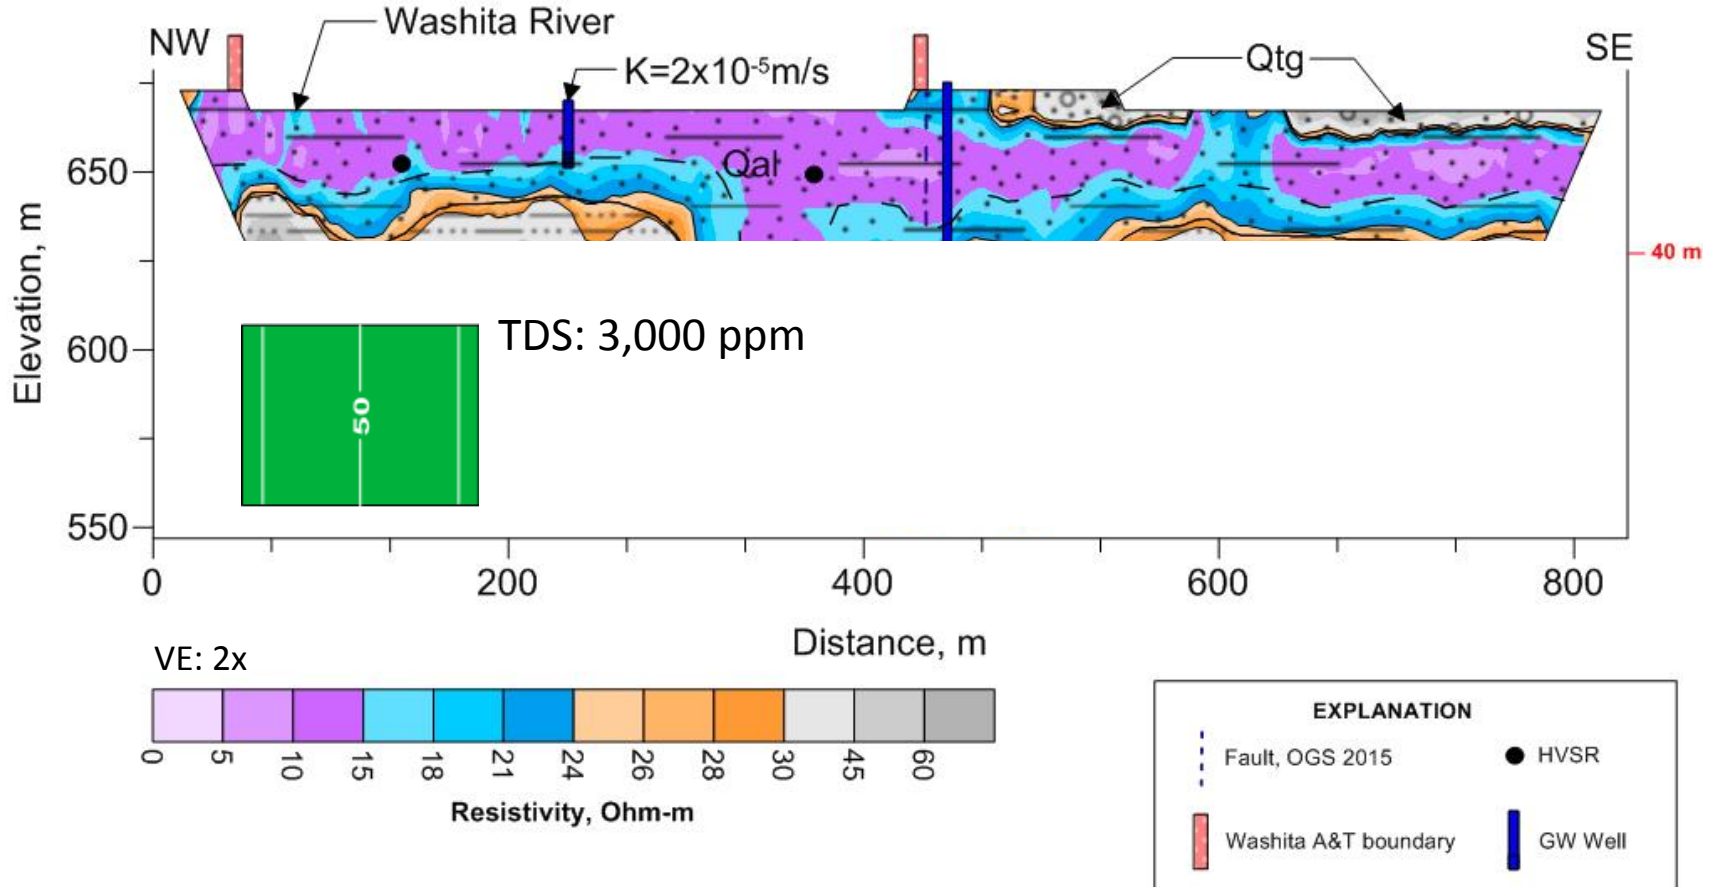 Washita River
NW
K=2x10⁻⁵m/s
Qtg
SE
650
Qal
40 m
Elevation, m
600
TDS: 3,000 ppm
50
550
0 200 400 600 800
Distance, m
VE: 2x
0 5 10 15 18 21 24 26 28 30 45 60
Resistivity, Ohm-m
EXPLANATION
Fault, OGS 2015
HVSR
Washita A&T boundary
GW Well